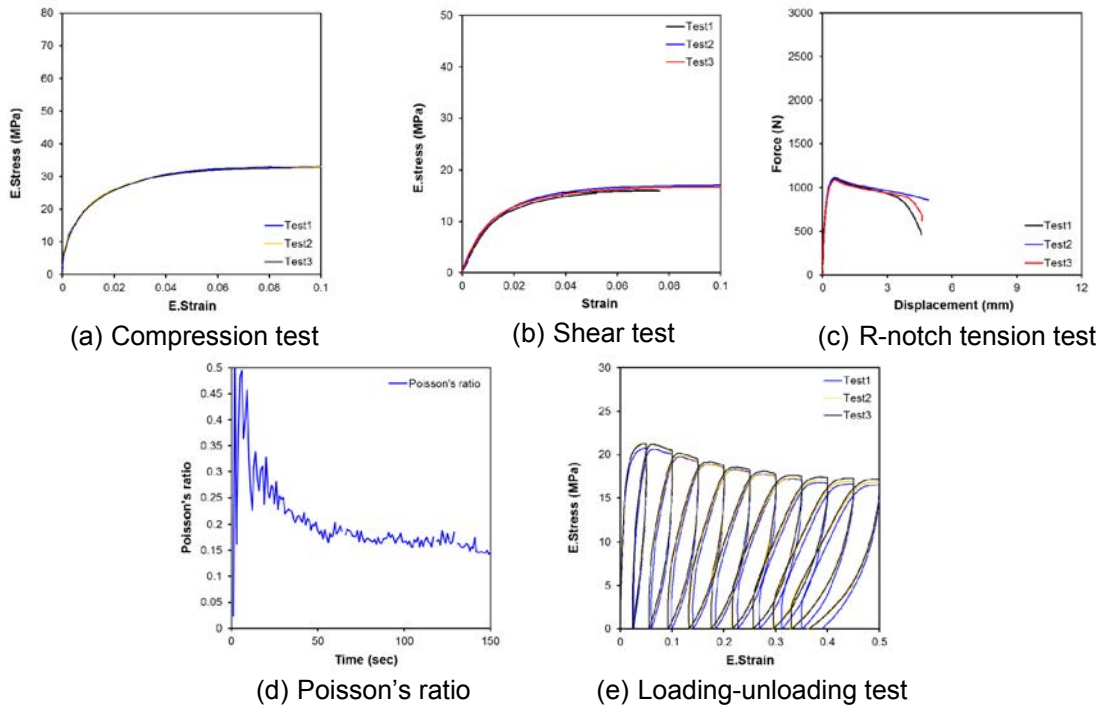 80
70
60
50
40
30
20
10
0
E.Stress (MPa)
Test1
Test2
Test3
0 0.02 0.04 0.06 0.08 0.1
E.Strain
(a) Compression test
50
40
30
20
10
0
E.stress (MPa)
Test1
Test2
Test3
0 0.02 0.04 0.06 0.08 0.1
Strain
(b) Shear test
3000
2500
2000
1500
1000
500
0
Force (N)
Test1
Test2
Test3
0 3 6 9 12
Displacement (mm)
(c) R-notch tension test
0.5
0.45
0.4
0.35
0.3
0.25
0.2
0.15
0.1
0.05
0
Poisson's ratio
Poisson's ratio
0 50 100 150
Time (sec)
(d) Poisson’s ratio
30
25
20
15
10
5
0
E.Stress (MPa)
Test1
Test2
Test3
0 0.1 0.2 0.3 0.4 0.5
E.Strain
(e) Loading-unloading test